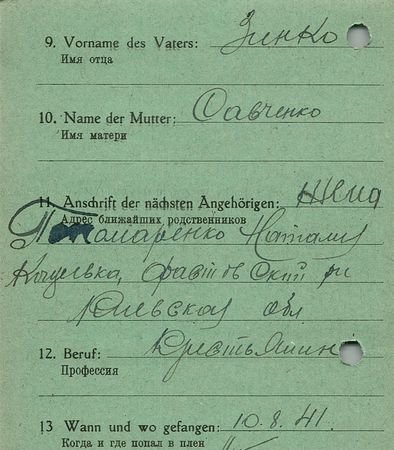 9. Vorname des Vaters: Зинко
Имя отца
10. Name der Mutter: Савченко
Имя матери
11. Anschrift der nächsten Angehörigen: жена
Адрес ближайших родственников
Пономаренко Наталия
Фастовский
Киевская обл
12. Beruf: Крестьянин
Профессия
13 Wann und wo gefangen: 10.8.41.
Когда и где попал в плен